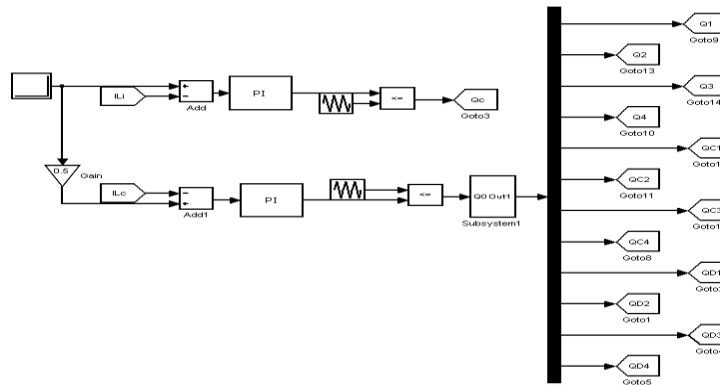 ILi
+
−
Add
PI
<=
Qc
Goto3
0.5
Gain
ILc
−
+
Add1
PI
<=
Q0 Out1
Subsystem1
Q1
Goto9
Q2
Goto13
Q3
Goto14
Q4
Goto10
QC1
QC2
Goto11
QC3
QC4
Goto8
QD1
QD2
Goto1
QD3
QD4
Goto5